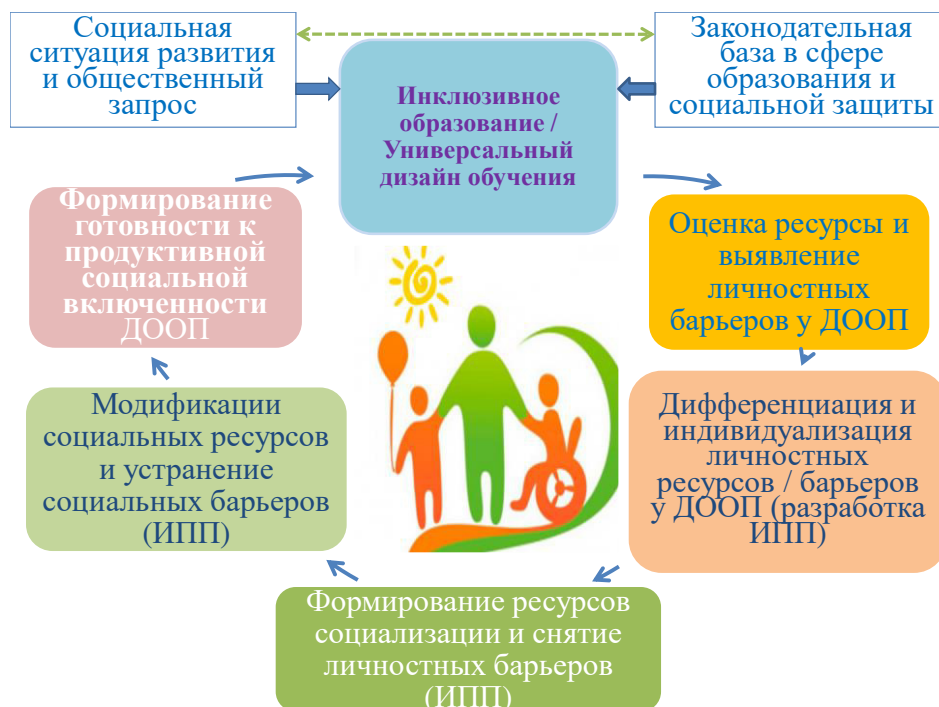 Социальная
ситуация развития
и общественный
запрос
Законодательная
база в сфере
образования и
социальной защиты
Инклюзивное
образование /
Универсальный
дизайн обучения
Оценка ресурсы и
выявление
личностных
барьеров у ДООП
Дифференциация и
индивидуализация
личностных
ресурсов / барьеров
у ДООП (разработка
ИПП)
Формирование ресурсов
социализации и снятие
личностных барьеров
(ИПП)
Модификации
социальных ресурсов
и устранение
социальных барьеров
(ИПП)
Формирование
готовности к
продуктивной
социальной
включенности
ДООП